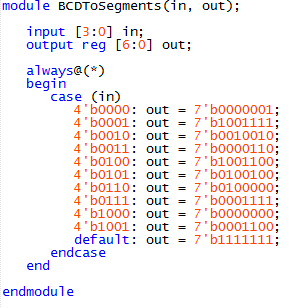 module BCDToSegments(in, out);
input [3:0] in;
output reg [6:0] out;
always@(*)
begin
case (in)
4'b0000: out = 7'b0000001;
4'b0001: out = 7'b1001111;
4'b0010: out = 7'b0010010;
4'b0011: out = 7'b0000110;
4'b0100: out = 7'b1001100;
4'b0101: out = 7'b0100100;
4'b0110: out = 7'b0100000;
4'b0111: out = 7'b0001111;
4'b1000: out = 7'b0000000;
4'b1001: out = 7'b0001100;
default: out = 7'b1111111;
endcase
end
endmodule